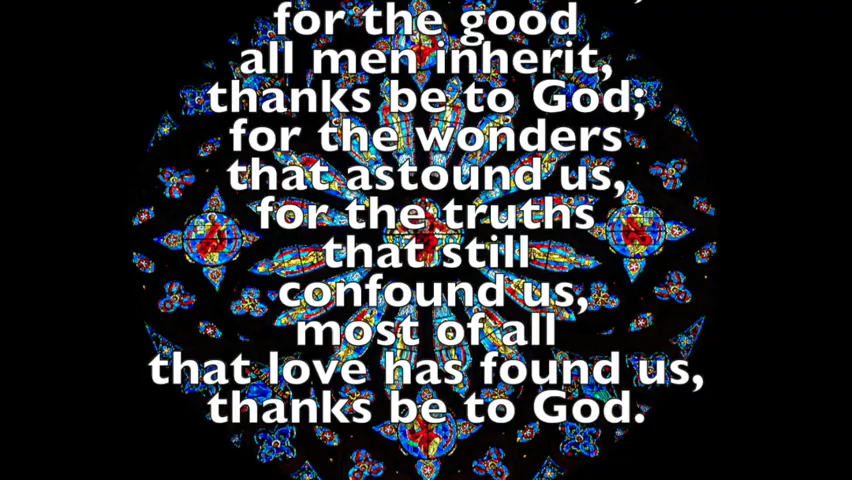 for the good
all men inherit,
thanks be to God;
for the wonders
that astound us,
for the truths
that still
confound us,
most of all
that love has found us,
thanks be to God.